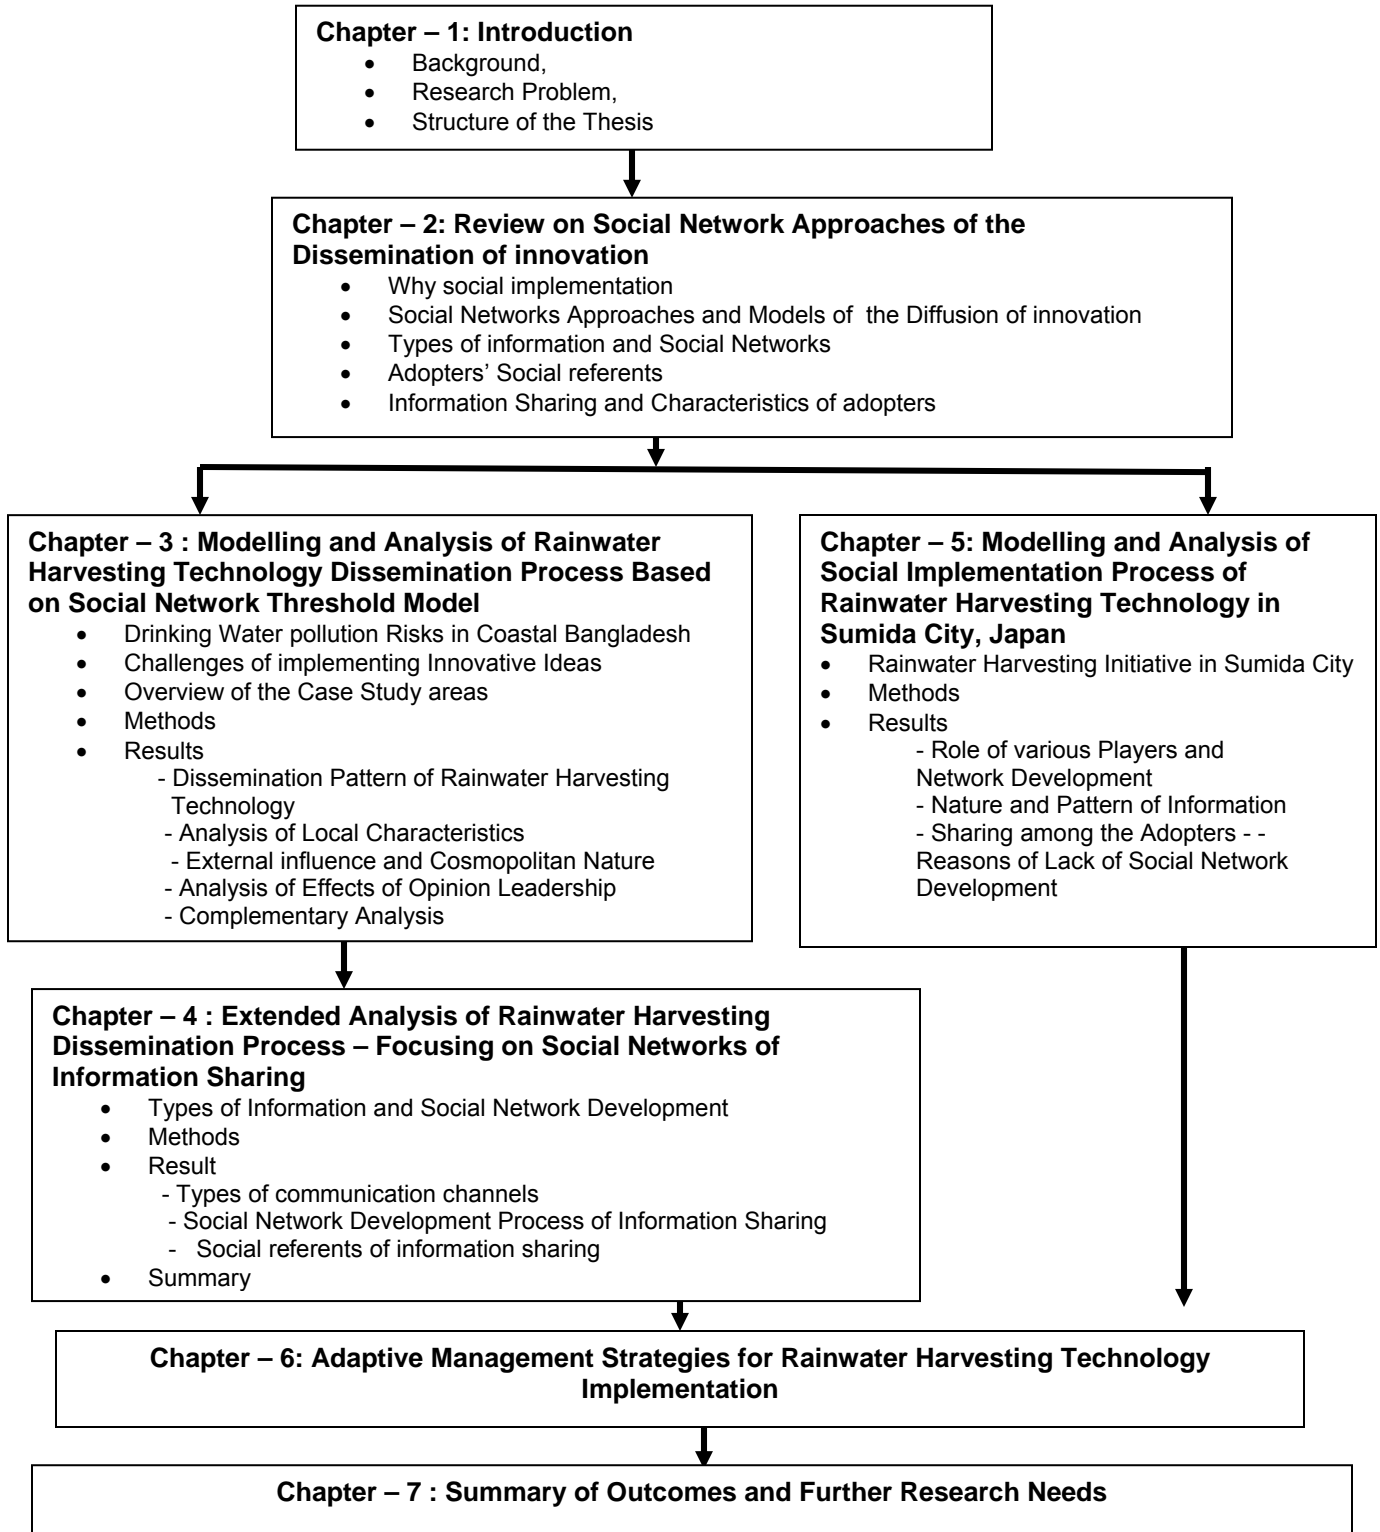 Chapter – 1: Introduction
• Background,
• Research Problem,
• Structure of the Thesis
Chapter – 2: Review on Social Network Approaches of the
Dissemination of innovation
• Why social implementation
• Social Networks Approaches and Models of the Diffusion of innovation
• Types of information and Social Networks
• Adopters’ Social referents
• Information Sharing and Characteristics of adopters
Chapter – 3 : Modelling and Analysis of Rainwater
Harvesting Technology Dissemination Process Based
on Social Network Threshold Model
• Drinking Water pollution Risks in Coastal Bangladesh
• Challenges of implementing Innovative Ideas
• Overview of the Case Study areas
• Methods
• Results
- Dissemination Pattern of Rainwater Harvesting
Technology
- Analysis of Local Characteristics
- External influence and Cosmopolitan Nature
- Analysis of Effects of Opinion Leadership
- Complementary Analysis
Chapter – 5: Modelling and Analysis of
Social Implementation Process of
Rainwater Harvesting Technology in
Sumida City, Japan
• Rainwater Harvesting Initiative in Sumida City
• Methods
• Results
- Role of various Players and
Network Development
- Nature and Pattern of Information
- Sharing among the Adopters - -
Reasons of Lack of Social Network
Development
Chapter – 4 : Extended Analysis of Rainwater Harvesting
Dissemination Process – Focusing on Social Networks of
Information Sharing
• Types of Information and Social Network Development
• Methods
• Result
- Types of communication channels
- Social Network Development Process of Information Sharing
- Social referents of information sharing
• Summary
Chapter – 6: Adaptive Management Strategies for Rainwater Harvesting Technology
Implementation
Chapter – 7 : Summary of Outcomes and Further Research Needs